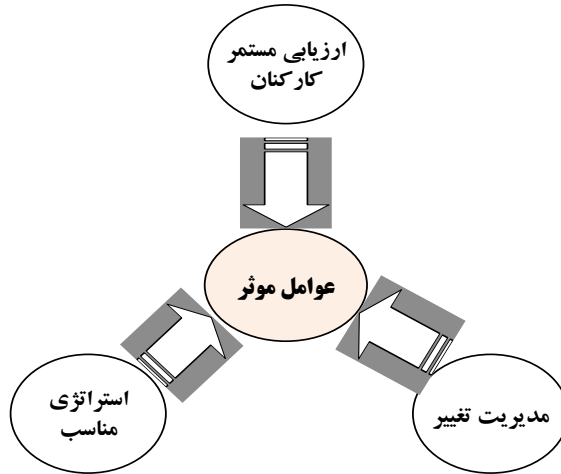 ارزیابی مستمر
کارکنان
عوامل موثر
استراتژی
مناسب
مدیریت تغییر